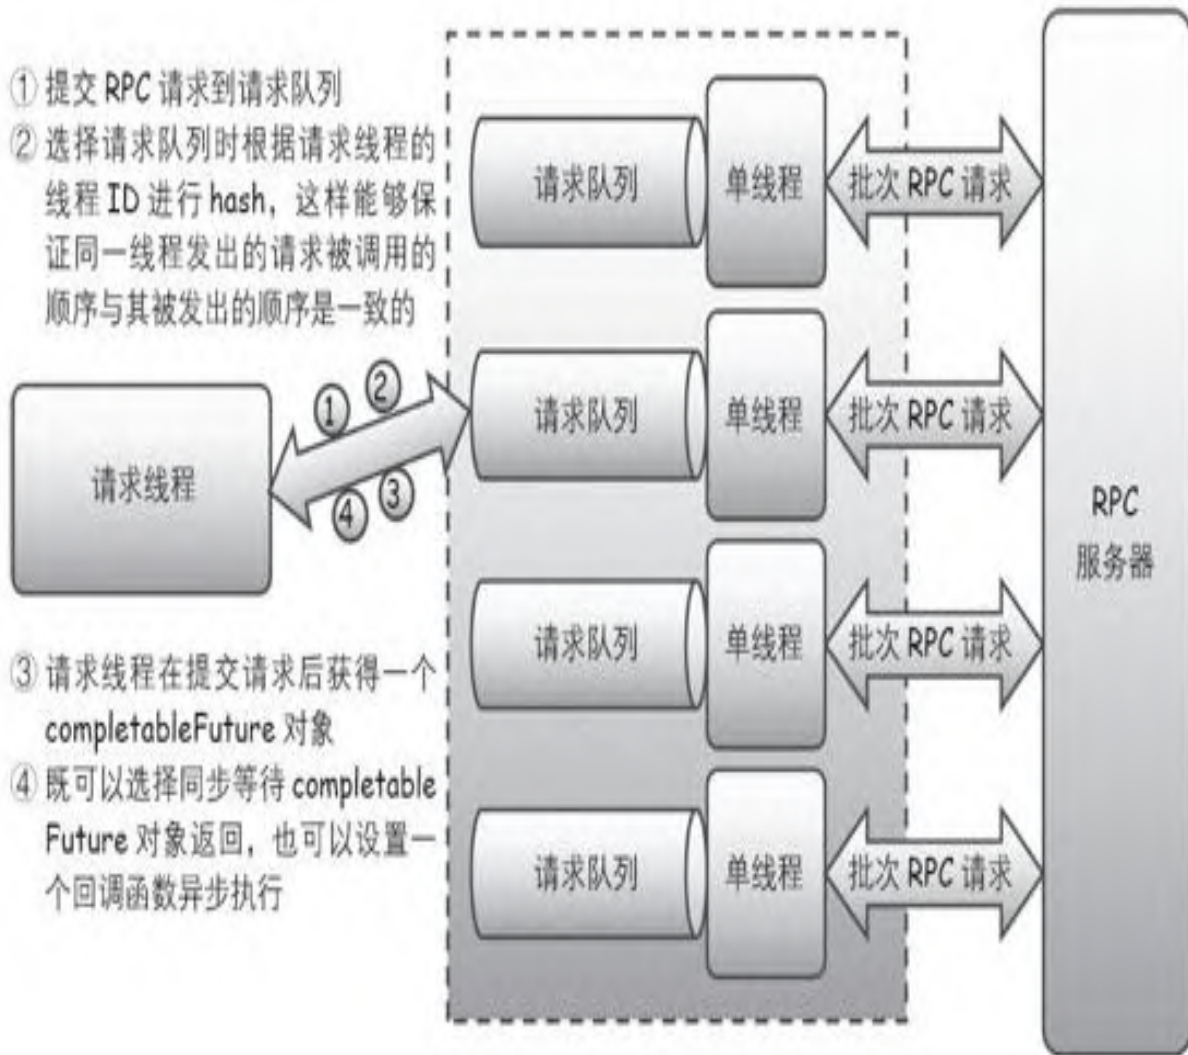 ① 提交 RPC 请求到请求队列
② 选择请求队列时根据请求线程的
线程 ID 进行 hash，这样能够保
证同一线程发出的请求被调用的
顺序与其被发出的顺序是一致的
请求线程
① ②
④ ③
③ 请求线程在提交请求后获得一个
completableFuture 对象
④ 既可以选择同步等待 completable
Future 对象返回，也可以设置一
个回调函数异步执行
请求队列 单线程 批次 RPC 请求
请求队列 单线程 批次 RPC 请求
请求队列 单线程 批次 RPC 请求
请求队列 单线程 批次 RPC 请求
RPC
服务器